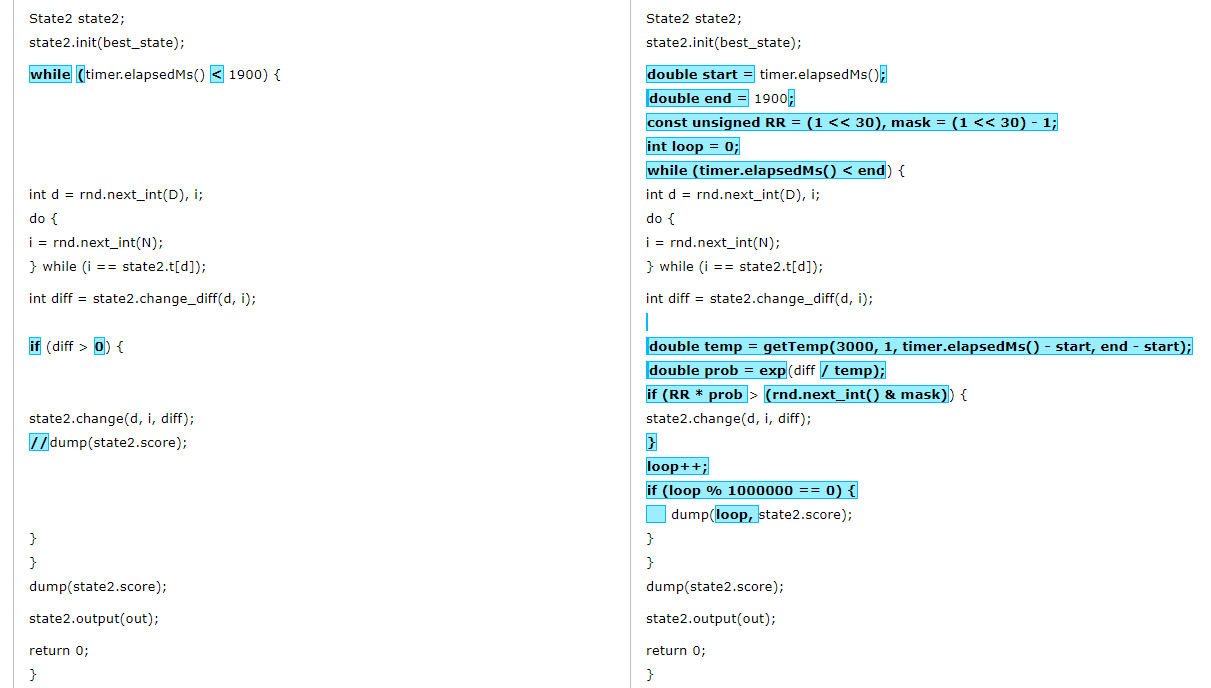 State2 state2;
state2.init(best_state);
while (timer.elapsedMs() < 1900) {
int d = rnd.next_int(D), i;
do {
i = rnd.next_int(N);
} while (i == state2.t[d]);
int diff = state2.change_diff(d, i);
if (diff > 0) {
state2.change(d, i, diff);
//dump(state2.score);
}
}
dump(state2.score);
state2.output(out);
return 0;
}
State2 state2;
state2.init(best_state);
double start = timer.elapsedMs();
double end = 1900;
const unsigned RR = (1 << 30), mask = (1 << 30) - 1;
int loop = 0;
while (timer.elapsedMs() < end) {
int d = rnd.next_int(D), i;
do {
i = rnd.next_int(N);
} while (i == state2.t[d]);
int diff = state2.change_diff(d, i);
double temp = getTemp(3000, 1, timer.elapsedMs() - start, end - start);
double prob = exp(diff / temp);
if (RR * prob > (rnd.next_int() & mask)) {
state2.change(d, i, diff);
}
loop++;
if (loop % 1000000 == 0) {
dump(loop, state2.score);
}
}
dump(state2.score);
state2.output(out);
return 0;
}